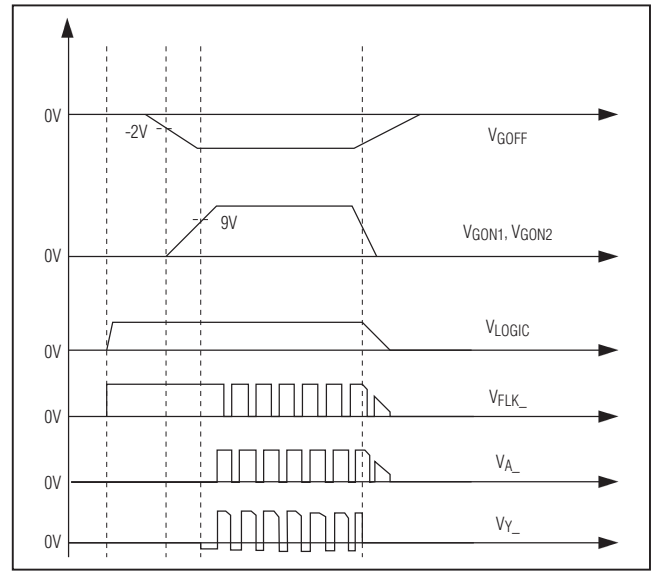 0V
-2V
VGOFF
9V
VGON1, VGON2
0V
VLOGIC
0V
VFLK_
0V
VA_
0V
VY_
0V